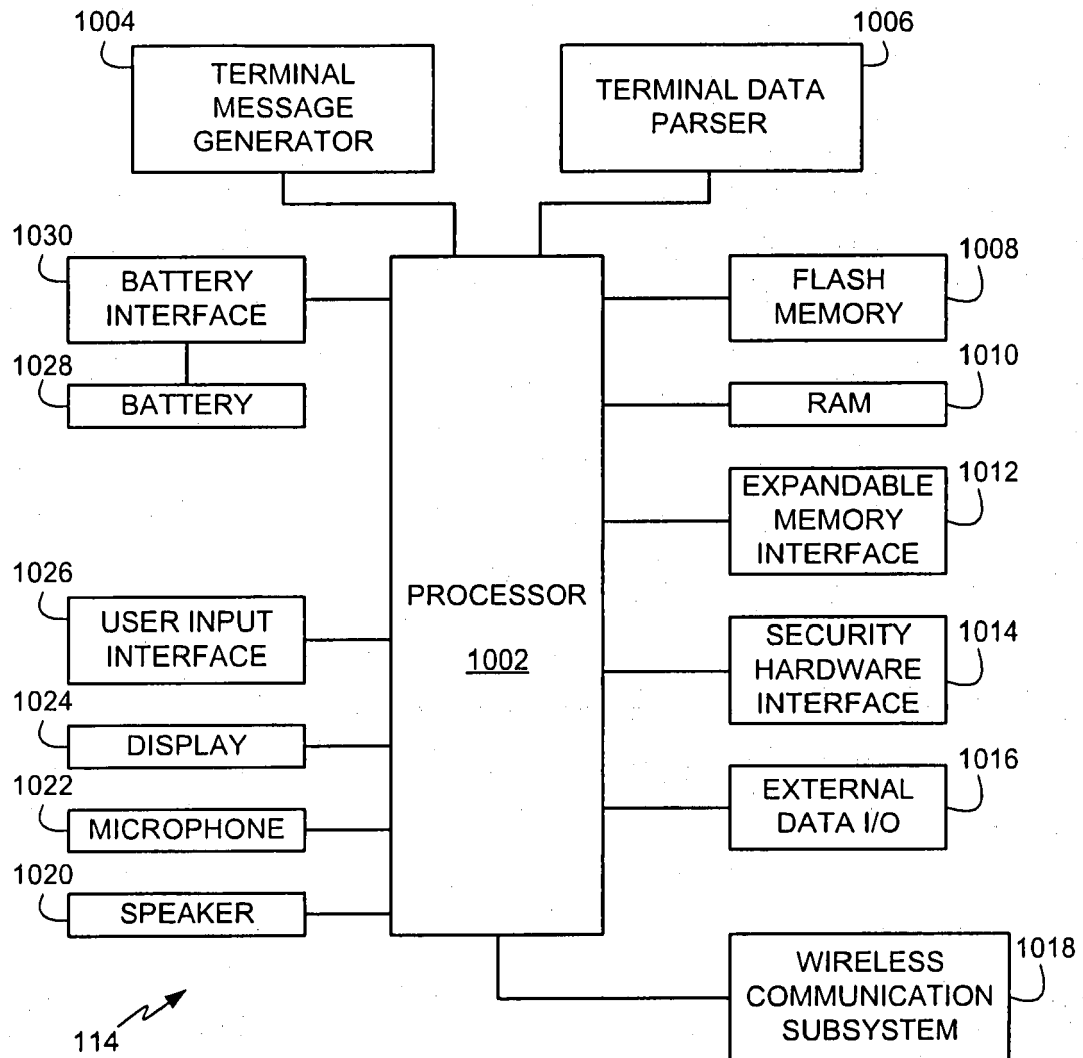 1004
TERMINAL
MESSAGE
GENERATOR
1006
TERMINAL DATA
PARSER
1030
BATTERY
INTERFACE
1028
BATTERY
1026
USER INPUT
INTERFACE
1024
DISPLAY
1022
MICROPHONE
1020
SPEAKER
PROCESSOR
1002
1008
FLASH
MEMORY
1010
RAM
1012
EXPANDABLE
MEMORY
INTERFACE
1014
SECURITY
HARDWARE
INTERFACE
1016
EXTERNAL
DATA I/O
1018
WIRELESS
COMMUNICATION
SUBSYSTEM
114